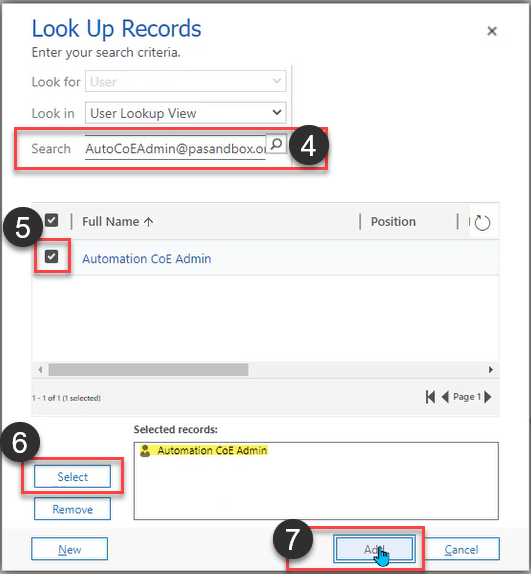 Look Up Records
Enter your search criteria.
Look for User
Look in User Lookup View
Search AutoCoEAdmin@pasandbox.o
4
5
Full Name ↑ Position
Automation CoE Admin
1 - 1 of 1 (1 selected) Page 1
6
Selected records:
Automation CoE Admin
Select
Remove
7
New Add Cancel